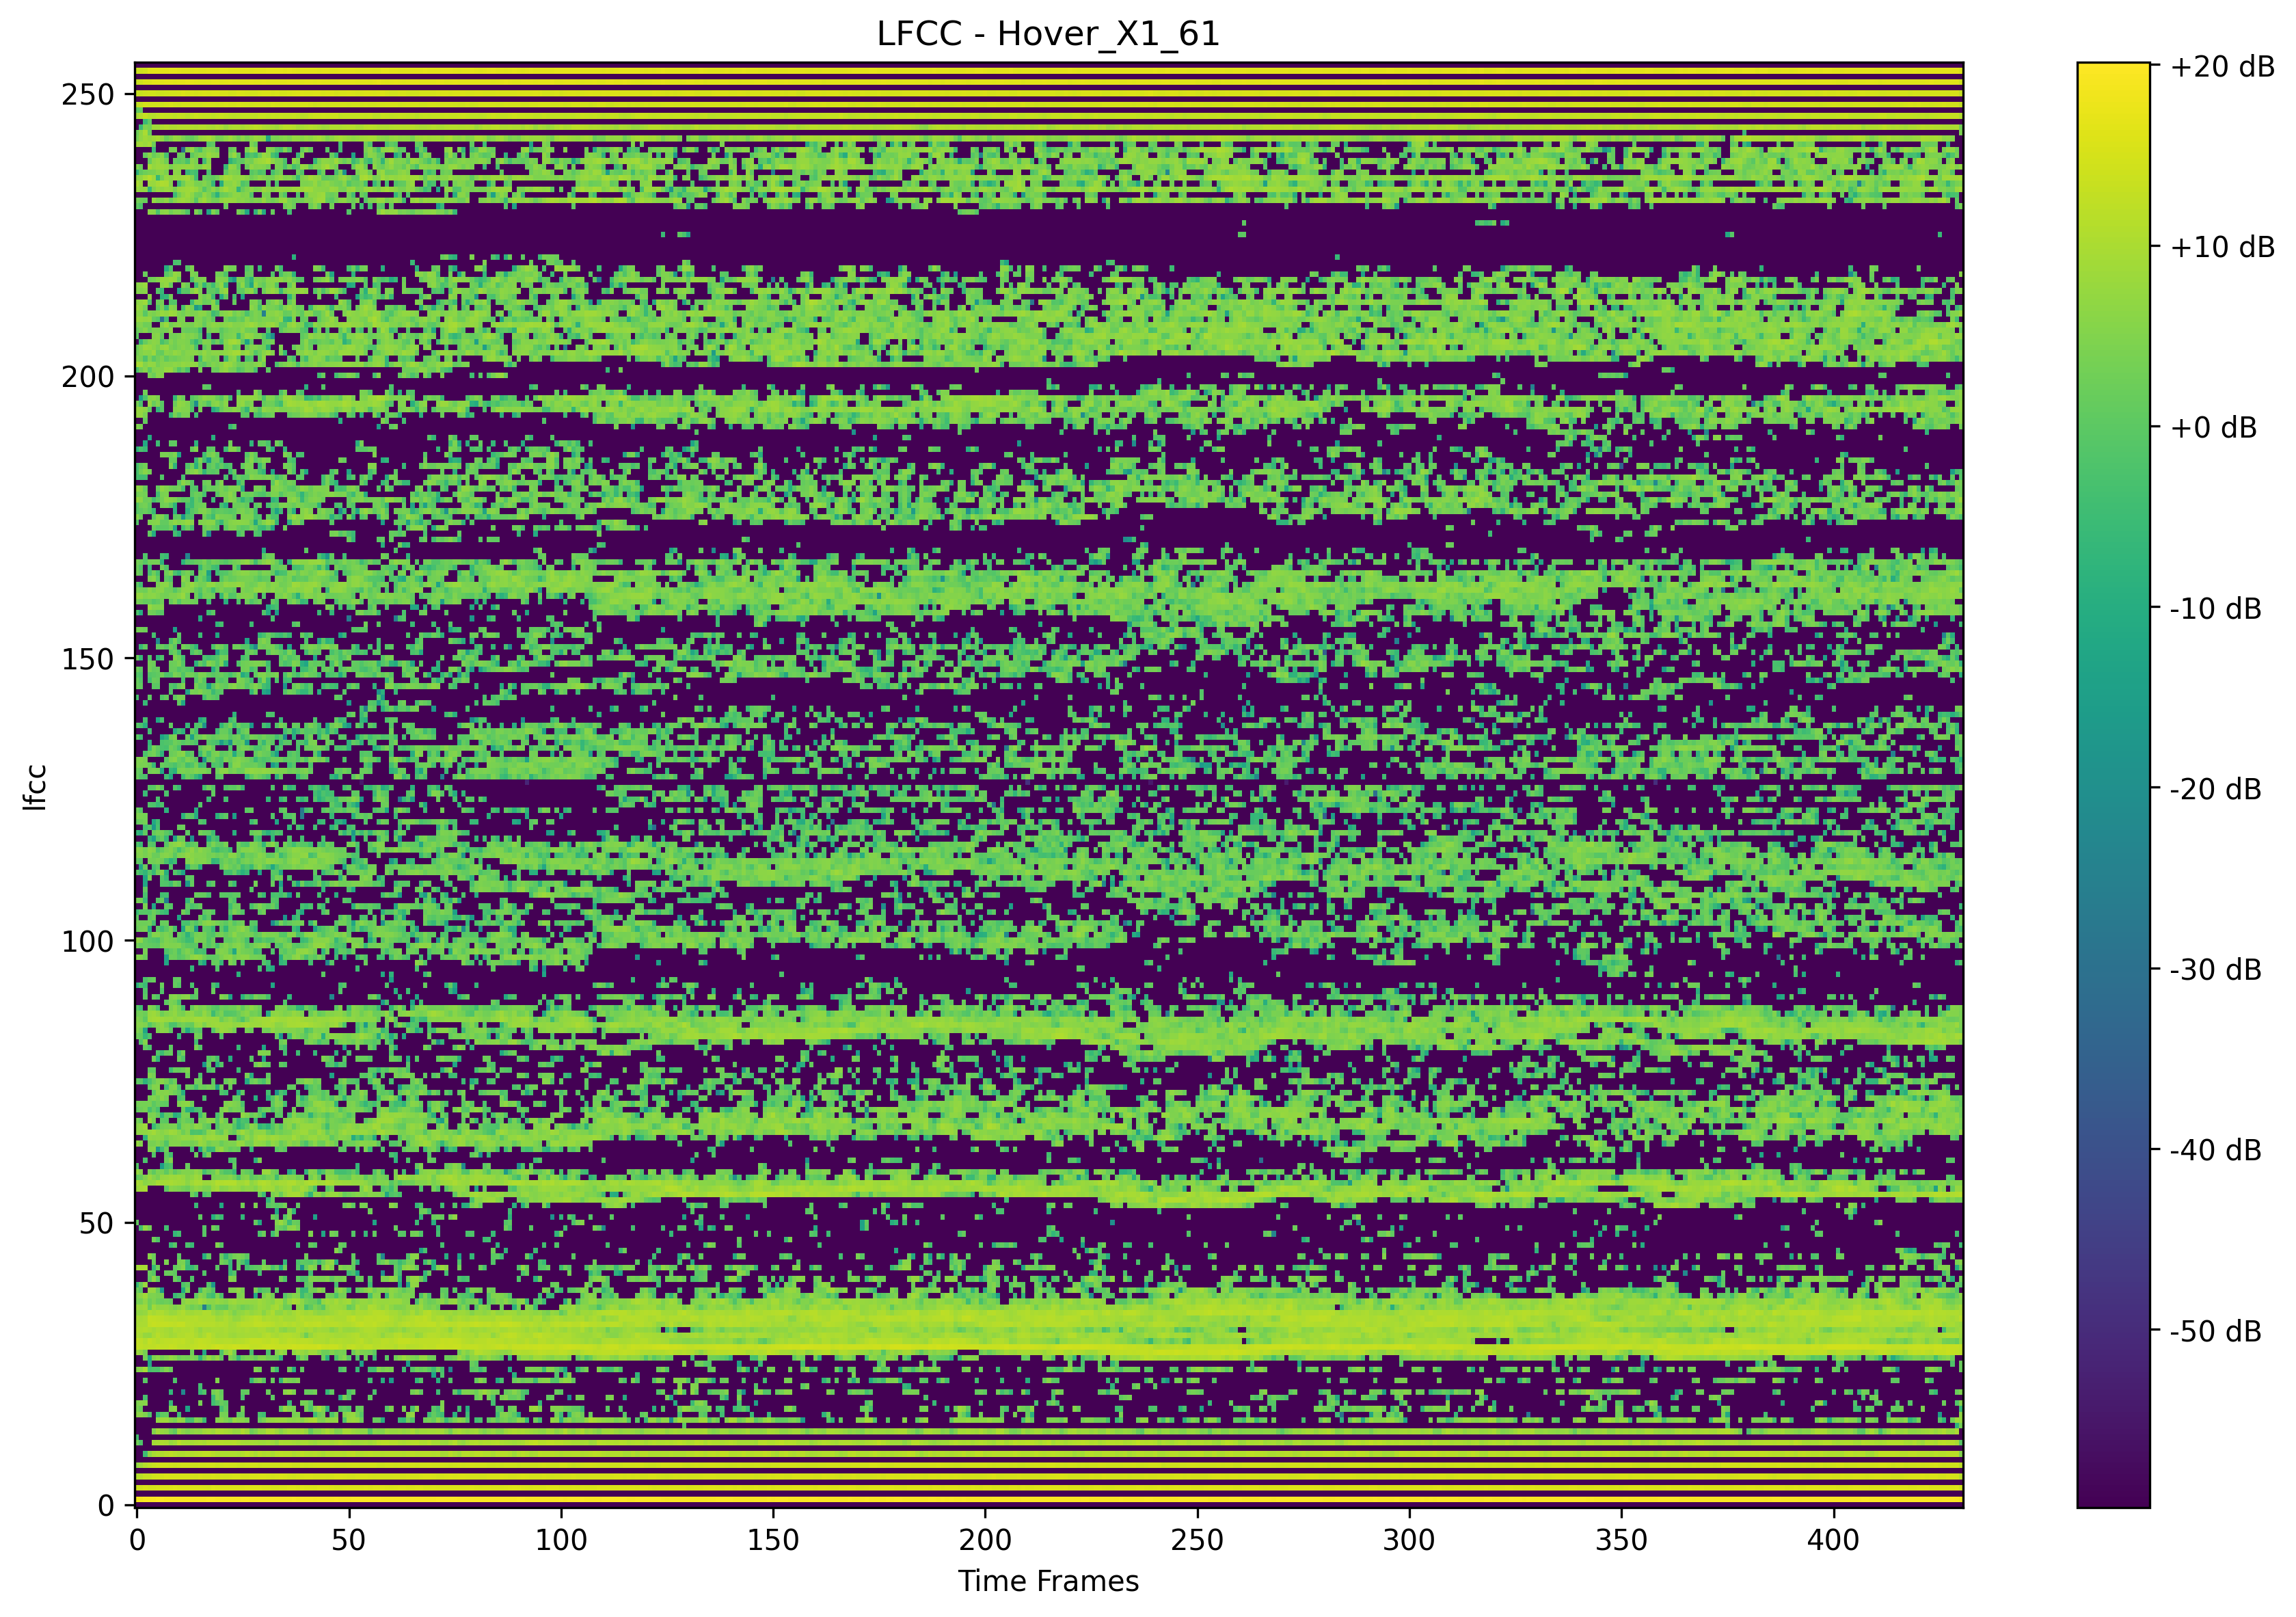 LFCC - Hover_X1_61
+20 dB
250
+10 dB
200
+0 dB
150
-10 dB
lfcc
-20 dB
100
-30 dB
50
-40 dB
-50 dB
0
0 50 100 150 200 250 300 350 400
Time Frames